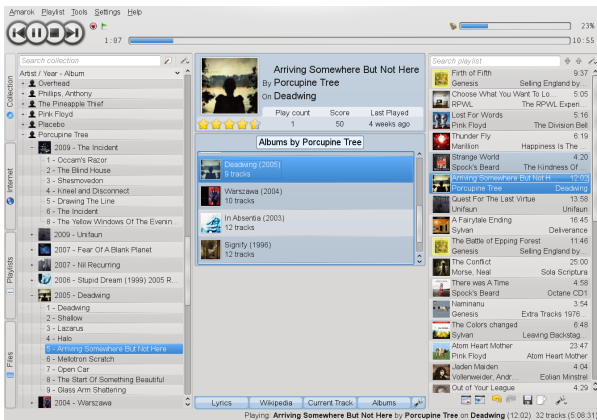 Amarok Playlist Tools Settings Help
23%
1:07
10:55
Collection
Internet
Playlists
Files
Search collection
Artist / Year - Album
Overhead
Phillips, Anthony
The Pineapple Thief
Pink Floyd
Placebo
Porcupine Tree
2009 - The Incident
1 - Occam's Razor
2 - The Blind House
3 - Shesmovedon
4 - Kneel and Disconnect
5 - Drawing The Line
6 - The Incident
8 - The Yellow Windows Of The Evenin...
2009 - Unifaun
2007 - Fear Of A Blank Planet
2007 - Nil Recurring
2006 - Stupid Dream (1999) 2005 R...
2005 - Deadwing
1 - Deadwing
2 - Shallow
3 - Lazarus
4 - Halo
5 - Arriving Somewhere But Not Here
6 - Mellotron Scratch
7 - Open Car
8 - The Start Of Something Beautiful
9 - Glass Arm Shattering
2004 - Warszawa
Arriving Somewhere But Not Here
By Porcupine Tree
On Deadwing
Play count Score Last Played
1 50 4 weeks ago
Albums by Porcupine Tree
Deadwing (2005)
9 tracks
Warszawa (2004)
10 tracks
In Absentia (2003)
12 tracks
Signify (1996)
12 tracks
Lyrics Wikipedia Current Track Albums
Search playlist
Firth of Fifth 9:37
Genesis Selling England by...
Choose What You Want To Lo... 5:05
RPWL The RPWL Experi...
Lost For Words 5:16
Pink Floyd The Division Bell
Thunder Fly 6:19
Marillion Happiness Is The ...
Strange World 4:20
Spock's Beard The Kindness Of ...
Arriving Somewhere But Not H... 12:02
Porcupine Tree Deadwing
Quest For The Last Virtue 13:58
Unifaun Unifaun
A Fairytale Ending 16:45
Sylvan Deliverance
The Battle of Epping Forest 11:46
Genesis Selling England by...
The Conflict 25:00
Morse, Neal Sola Scriptura
There was A Time 4:58
Spock's Beard Octane CD1
Naminanu 3:54
Genesis Extra Tracks 1976...
The Colors changed 6:48
Sylvan Leaving Backstag...
Atom Heart Mother 23:47
Pink Floyd Atom Heart Mother
Jaden Maiden 4:04
Vollenweider, Andr... Eolian Minstrel
Out of Your League 4:29
Playing: Arriving Somewhere But Not Here by Porcupine Tree on Deadwing (12:02) 32 tracks (5:08:31)